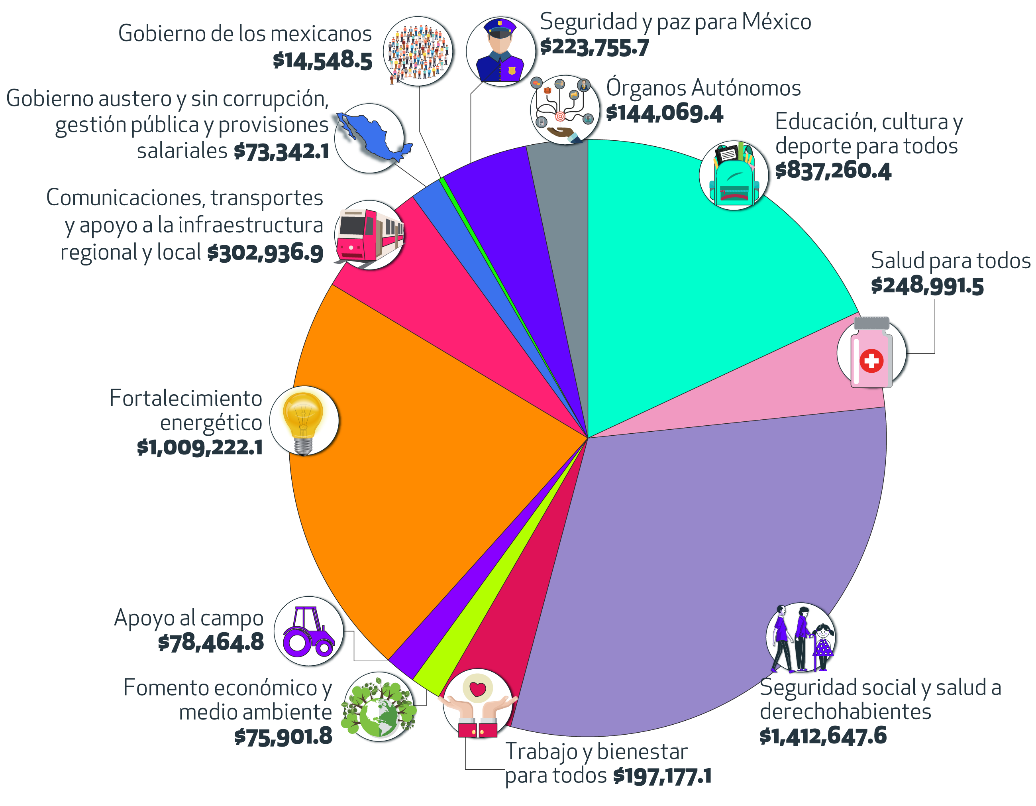 Gobierno de los mexicanos
$14,548.5
Seguridad y paz para México
$223,755.7
Órganos Autónomos
$144,069.4
Educación, cultura y
deporte para todos
$837,260.4
Gobierno austero y sin corrupción,
gestión pública y provisiones
salariales $73,342.1
Comunicaciones, transportes
y apoyo a la infraestructura
regional y local $302,936.9
Salud para todos
$248,991.5
Fortalecimiento
energético
$1,009,222.1
Apoyo al campo
$78,464.8
Fomento económico y
medio ambiente
$75,901.8
Seguridad social y salud a
derechohabientes
$1,412,647.6
Trabajo y bienestar
para todos $197,177.1